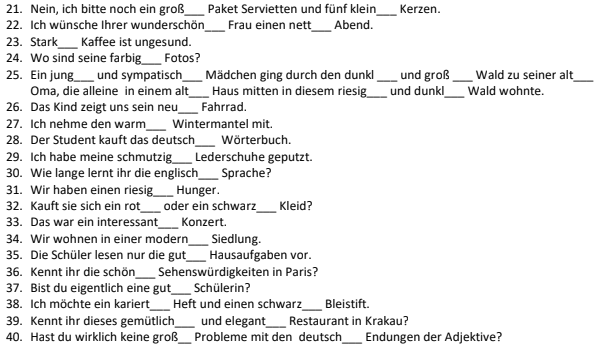 21. Nein, ich bitte noch ein groß___ Paket Servietten und fünf klein___ Kerzen.
22. Ich wünsche Ihrer wunderschön___ Frau einen nett___ Abend.
23. Stark___ Kaffee ist ungesund.
24. Wo sind seine farbig___ Fotos?
25. Ein jung___ und sympatisch___ Mädchen ging durch den dunkl ___ und groß ___ Wald zu seiner alt___
Oma, die alleine in einem alt___ Haus mitten in diesem riesig___ und dunkl___ Wald wohnte.
26. Das Kind zeigt uns sein neu___ Fahrrad.
27. Ich nehme den warm___ Wintermantel mit.
28. Der Student kauft das deutsch___ Wörterbuch.
29. Ich habe meine schmutzig___ Lederschuhe geputzt.
30. Wie lange lernt ihr die englisch___ Sprache?
31. Wir haben einen riesig___ Hunger.
32. Kauft sie sich ein rot___ oder ein schwarz___ Kleid?
33. Das war ein interessant___ Konzert.
34. Wir wohnen in einer modern___ Siedlung.
35. Die Schüler lesen nur die gut___ Hausaufgaben vor.
36. Kennt ihr die schön___ Sehenswürdigkeiten in Paris?
37. Bist du eigentlich eine gut___ Schülerin?
38. Ich möchte ein kariert___ Heft und einen schwarz___ Bleistift.
39. Kennt ihr dieses gemütlich___ und elegant___ Restaurant in Krakau?
40. Hast du wirklich keine groß__ Probleme mit den deutsch___ Endungen der Adjektive?